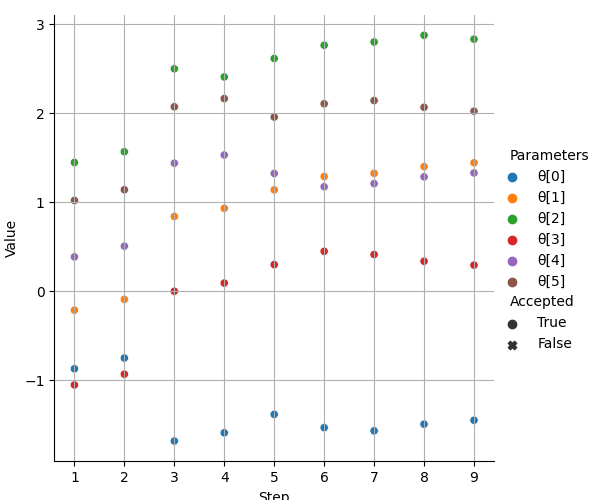 3
2
1
0
−1
Value
1 2 3 4 5 6 7 8 9
Step
Parameters
θ[0]
θ[1]
θ[2]
θ[3]
θ[4]
θ[5]
Accepted
True
False